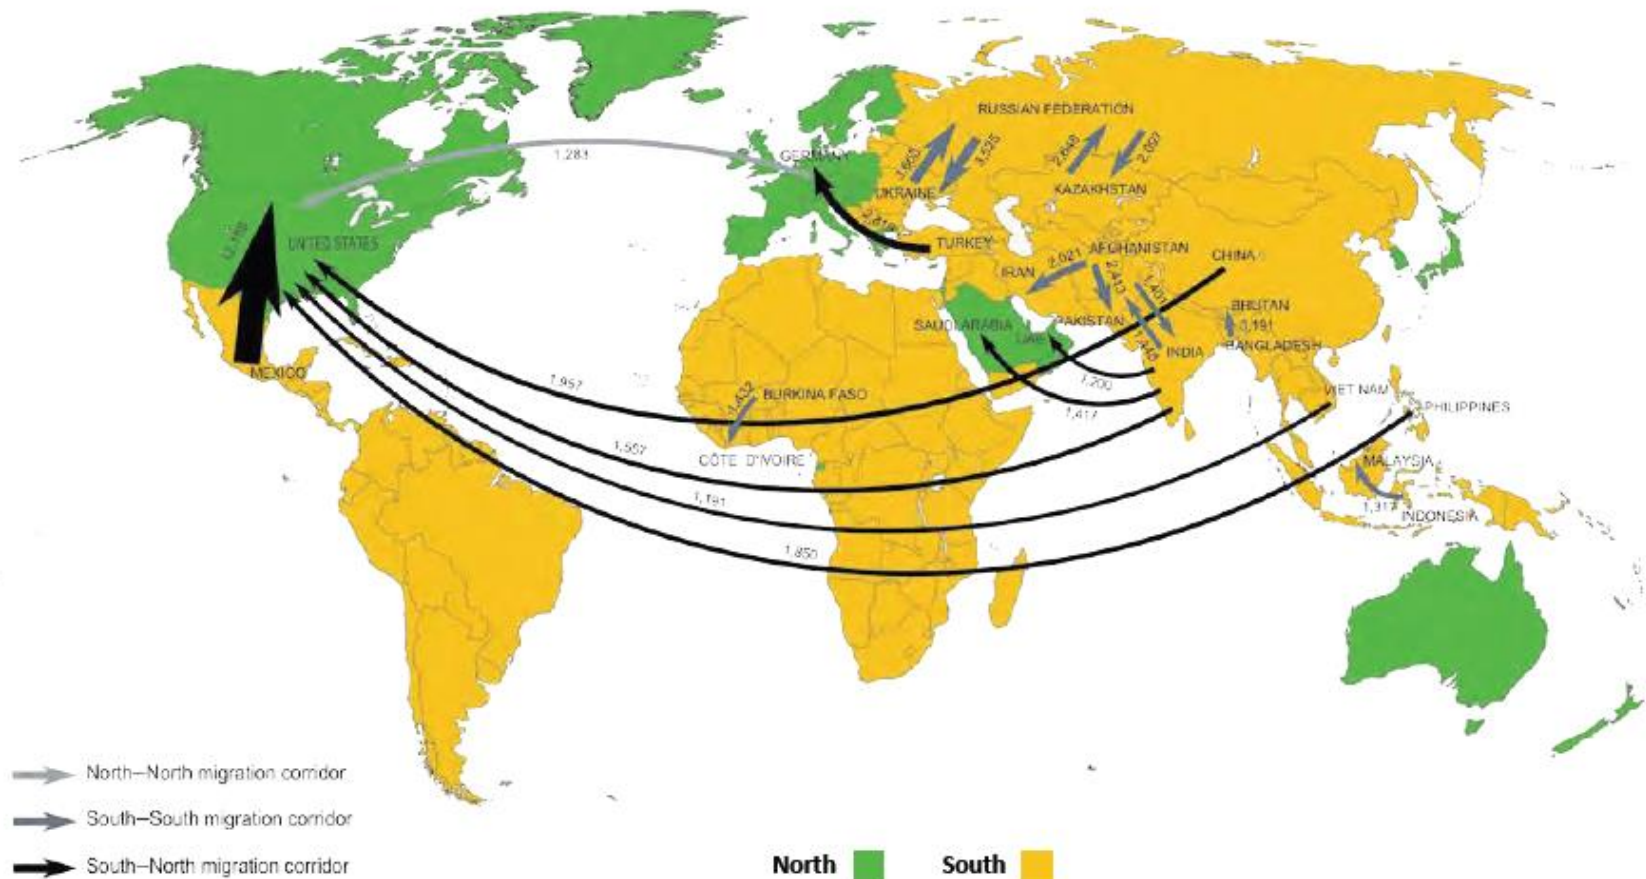 RUSSIAN FEDERATION
1,283
GERMANY
3,525
2,648
UKRAINE
KAZAKHSTAN
UNITED STATES
TURKEY
AFGHANISTAN
CHINA
IRAN
2,021
2,413
1,401
BHUTAN
SAUDI ARABIA
UAE
PAKISTAN
3,191
BANGLADESH
INDIA
MEXICO
1,957
1,432
BURKINA FASO
1,200
1,417
VIET NAM
PHILIPPINES
CÔTE D'IVOIRE
MALAYSIA
1,191
INDONESIA
1,850
North–North migration corridor
South–South migration corridor
South–North migration corridor
North
South